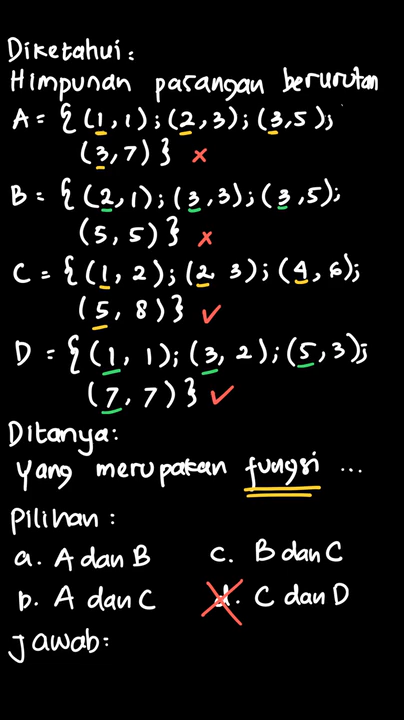 Diketahui:
Himpunan pasangan berurutan
A = {(1, 1); (2, 3); (3,5);
(3, 7)} ×
B = {(2, 1); (3, 3); (3, 5);
(5, 5)} ×
C = {(1, 2); (2, 3); (4, 6);
(5, 8)} ✓
D = {(1, 1); (3, 2); (5, 3);
(7, 7)} ✓
Ditanya:
Yang merupakan fungsi ...
Pilihan:
a. A dan B c. B dan C
b. A dan C d. C dan D
Jawab: